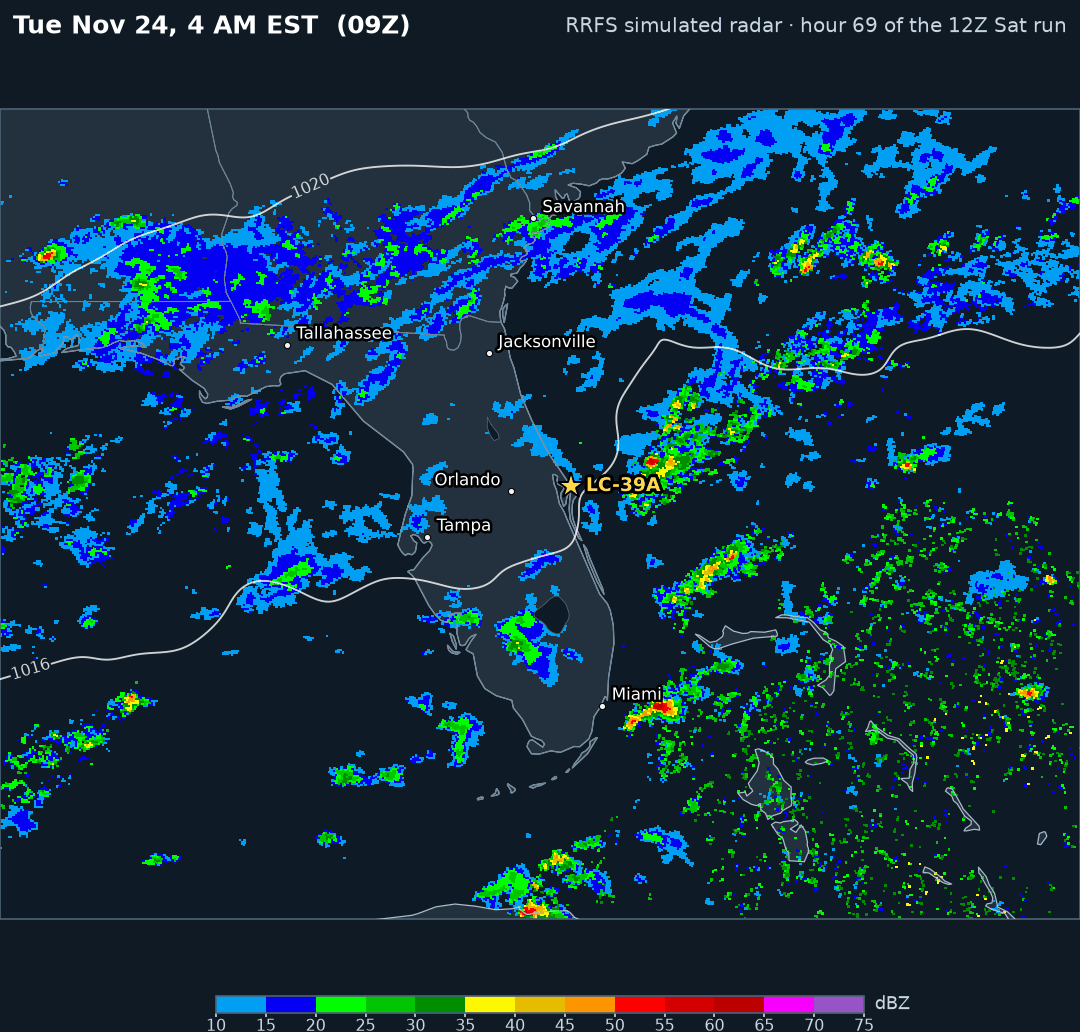 Tue Nov 24, 4 AM EST (09Z)
RRFS simulated radar · hour 69 of the 12Z Sat run
1020
Savannah
Tallahassee
Jacksonville
Orlando
LC-39A
Tampa
1016
Miami
dBZ
10 15 20 25 30 35 40 45 50 55 60 65 70 75